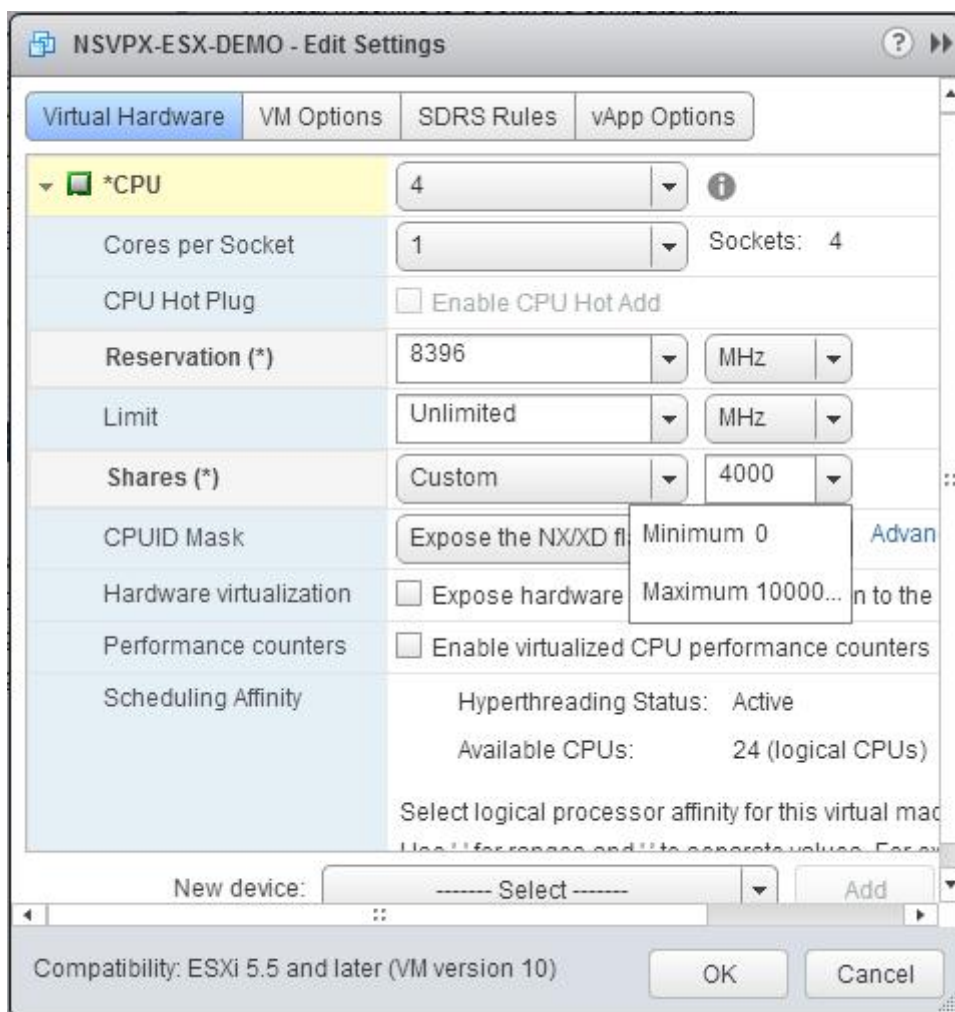 NSVPX-ESX-DEMO - Edit Settings
Virtual Hardware VM Options SDRS Rules vApp Options
*CPU 4
Cores per Socket 1 Sockets: 4
CPU Hot Plug Enable CPU Hot Add
Reservation (*) 8396 MHz
Limit Unlimited MHz
Shares (*) Custom 4000
Minimum 0
CPUID Mask Expose the NX/XD fl Advan
Maximum 10000...
Hardware virtualization Expose hardware n to the
Performance counters Enable virtualized CPU performance counters
Scheduling Affinity Hyperthreading Status: Active
Available CPUs: 24 (logical CPUs)
Select logical processor affinity for this virtual mac
New device: ------- Select ------- Add
Compatibility: ESXi 5.5 and later (VM version 10) OK Cancel